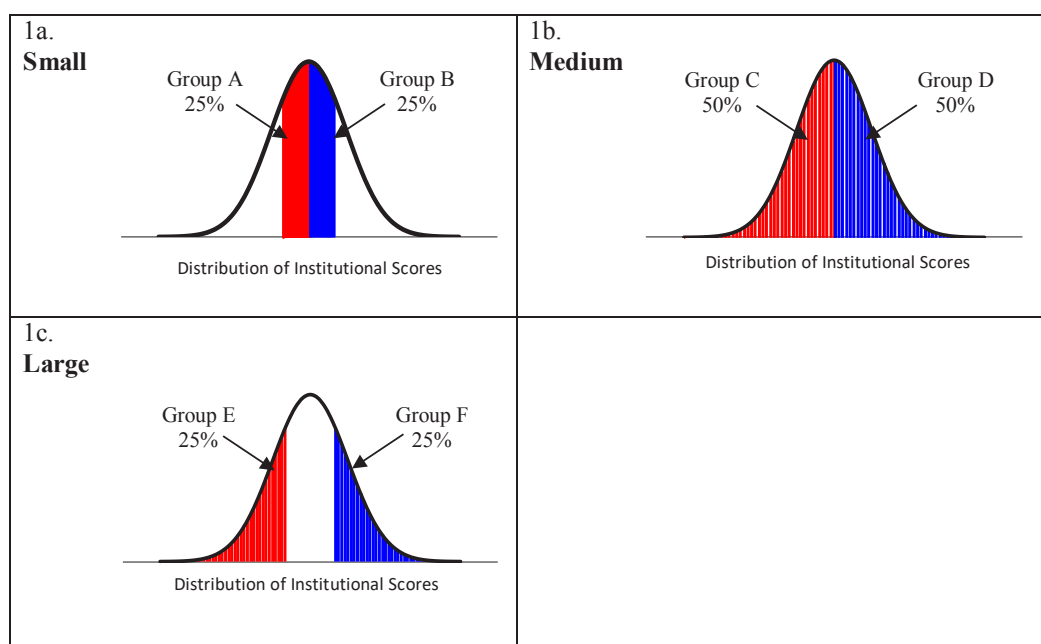 1a.
Small
Group A
25%
Group B
25%
Distribution of Institutional Scores
1b.
Medium
Group C
50%
Group D
50%
Distribution of Institutional Scores
1c.
Large
Group E
25%
Group F
25%
Distribution of Institutional Scores